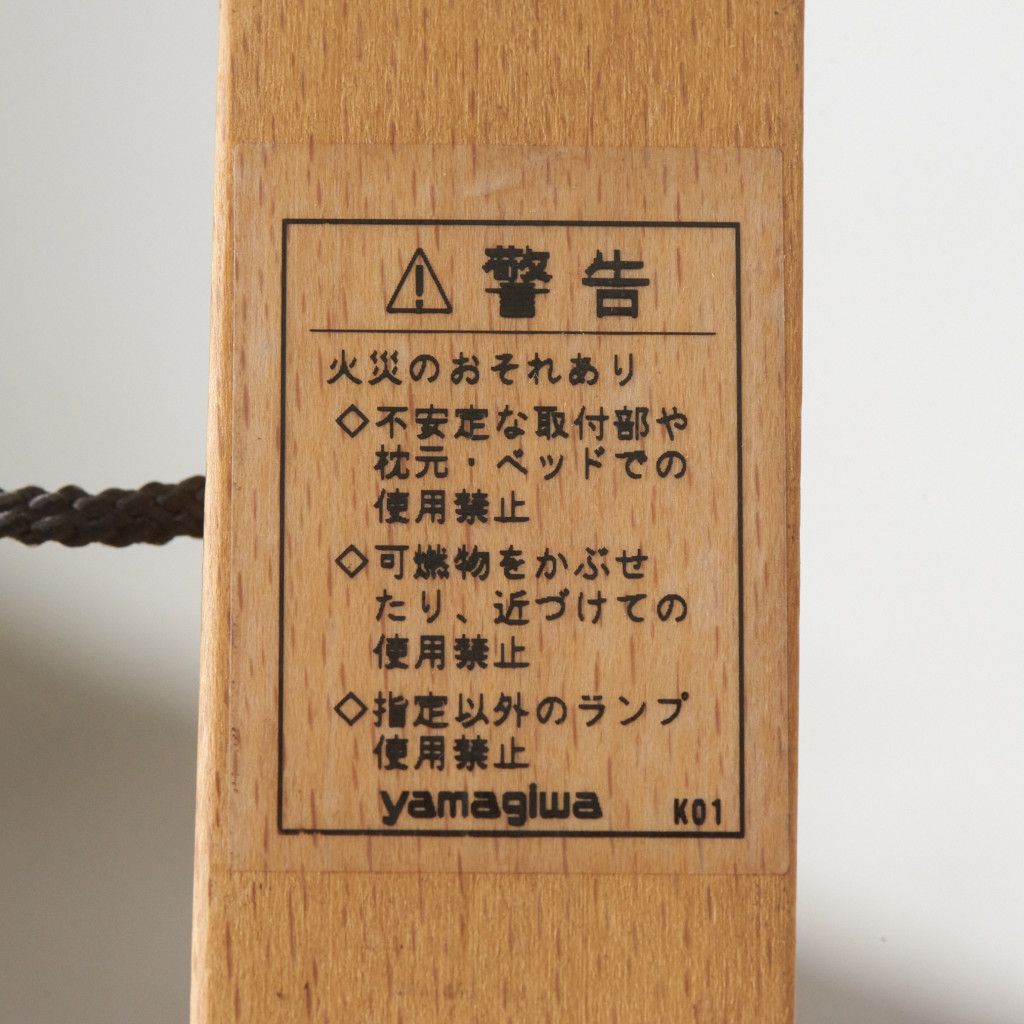 警告
火災のおそれあり
◇不安定な取付部や
枕元・ベッドでの
使用禁止
◇可燃物をかぶせ
たり、近づけての
使用禁止
◇指定以外のランプ
使用禁止
yamagiwa K01